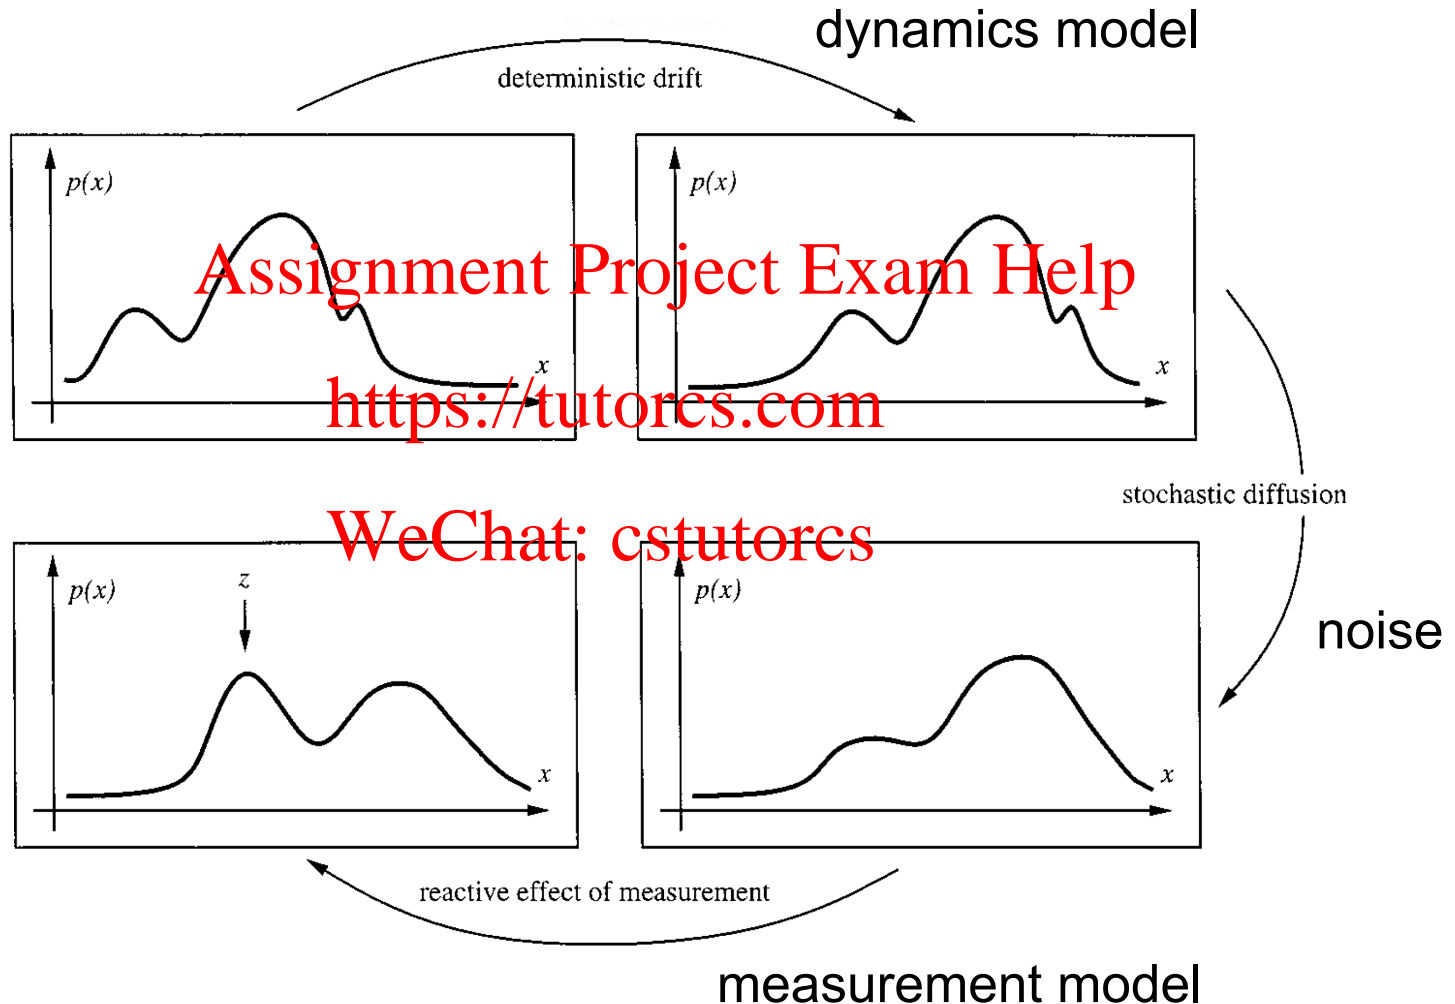 dynamics model
deterministic drift
p(x)
p(x)
Assignment Project Exam Help
x
x
https://tutorcs.com
stochastic diffusion
WeChat: cstutorcs
p(x)
z
p(x)
noise
x
x
reactive effect of measurement
measurement model